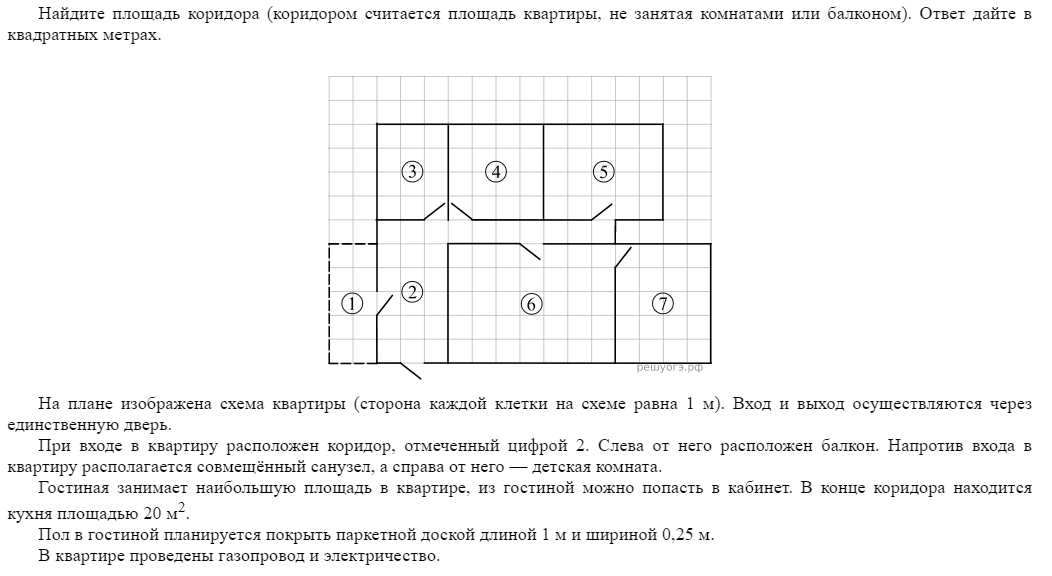 Найдите площадь коридора (коридором считается площадь квартиры, не занятая комнатами или балконом). Ответ дайте в
квадратных метрах.
3 4 5
1 2 6 7
решуогэ.рф
На плане изображена схема квартиры (сторона каждой клетки на схеме равна 1 м). Вход и выход осуществляются через
единственную дверь.
При входе в квартиру расположен коридор, отмеченный цифрой 2. Слева от него расположен балкон. Напротив входа в
квартиру располагается совмещённый санузел, а справа от него — детская комната.
Гостиная занимает наибольшую площадь в квартире, из гостиной можно попасть в кабинет. В конце коридора находится
кухня площадью 20 м².
Пол в гостиной планируется покрыть паркетной доской длиной 1 м и шириной 0,25 м.
В квартире проведены газопровод и электричество.